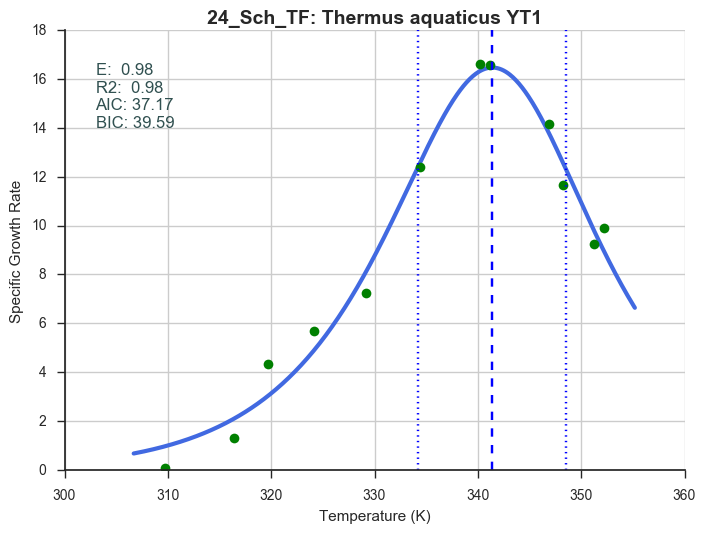 24_Sch_TF: Thermus aquaticus YT1
E: 0.98
R2: 0.98
AIC: 37.17
BIC: 39.59
Specific Growth Rate
18
16
14
12
10
8
6
4
2
0
300 310 320 330 340 350 360
Temperature (K)